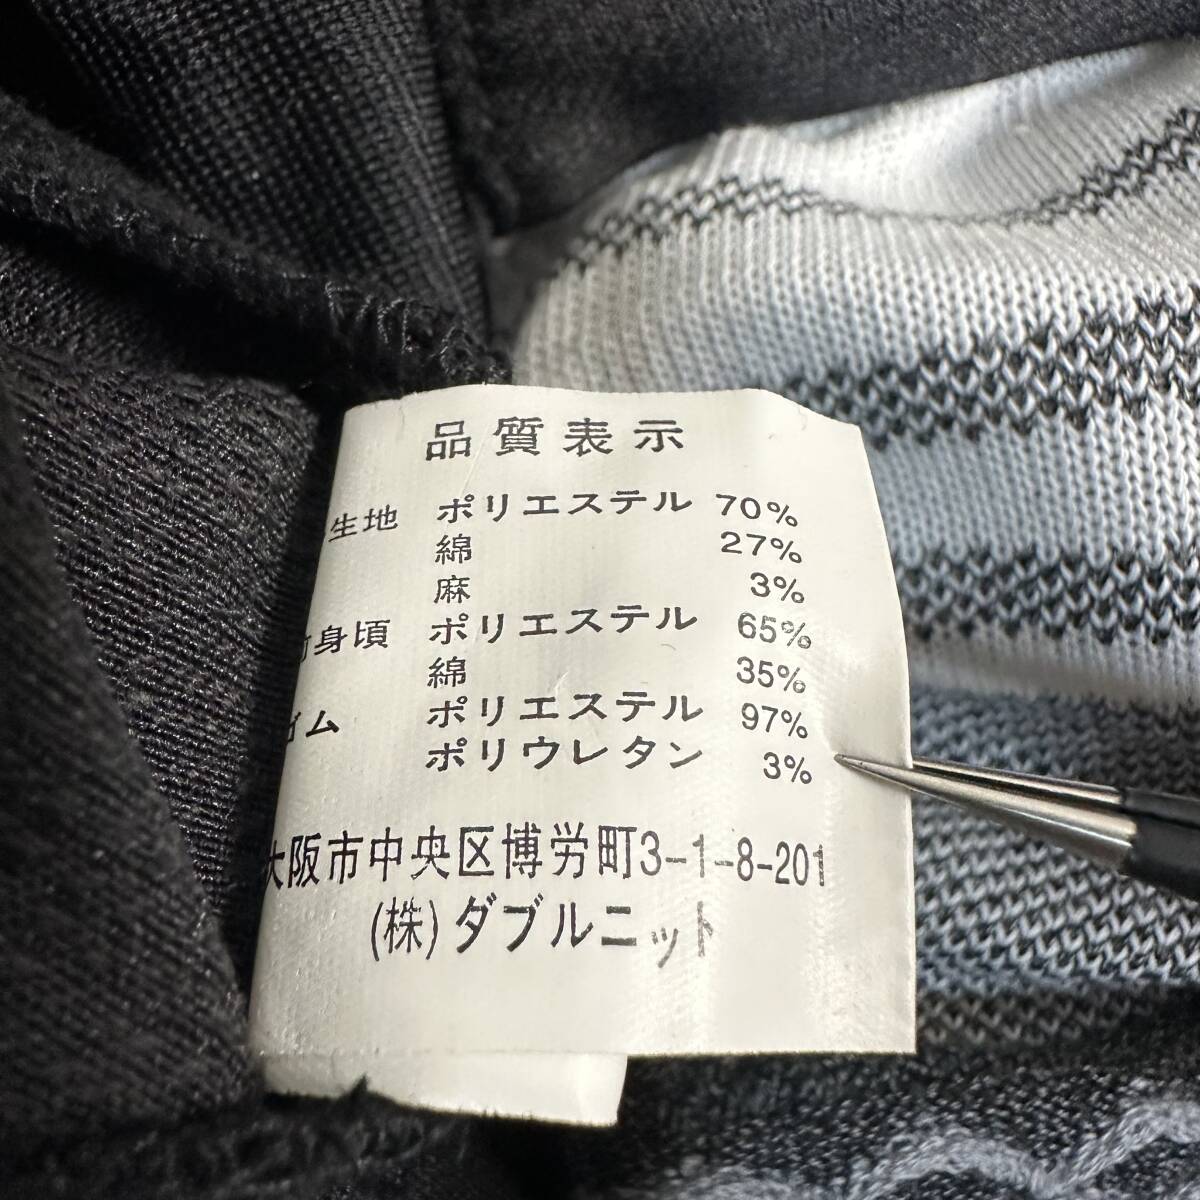 品質表示
生地 ポリエステル 70%
綿 27%
麻 3%
身頃 ポリエステル 65%
綿 35%
ゴム ポリエステル 97%
ポリウレタン 3%
大阪市中央区博労町3-1-8-201
(株)ダブルニット